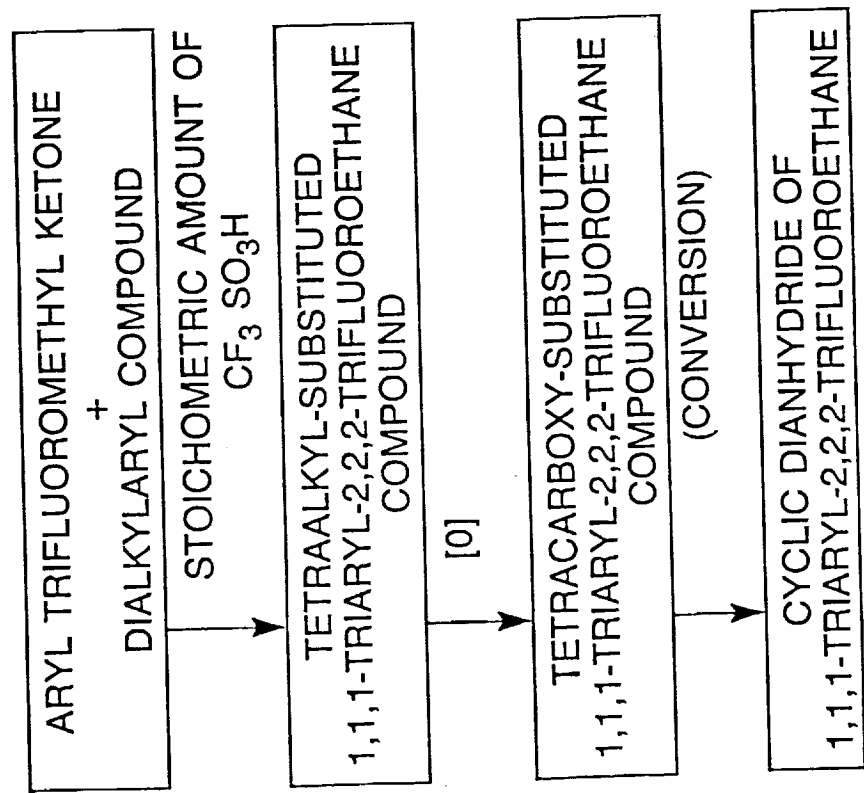 ARYL TRIFLUOROMETHYL KETONE
+
DIALKYLARYL COMPOUND
STOICHOMETRIC AMOUNT OF
CF3 SO3H
TETRAALKYL-SUBSTITUTED
1,1,1-TRIARYL-2,2,2-TRIFLUOROETHANE
COMPOUND
[0]
TETRACARBOXY-SUBSTITUTED
1,1,1-TRIARYL-2,2,2-TRIFLUOROETHANE
COMPOUND
(CONVERSION)
CYCLIC DIANHYDRIDE OF
1,1,1-TRIARYL-2,2,2-TRIFLUOROETHANE